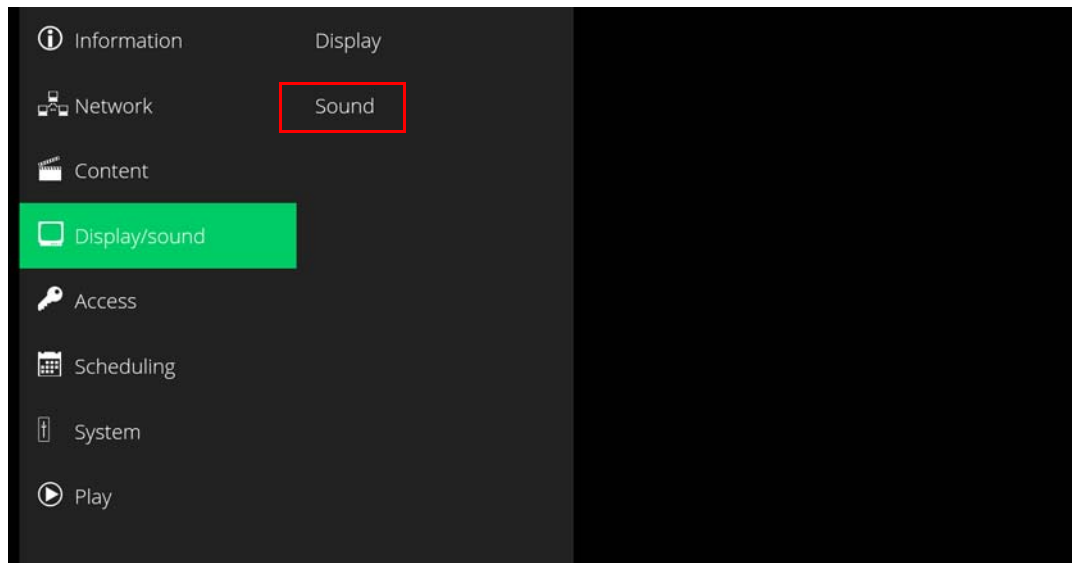 Information
Network
Content
Display/sound
Access
Scheduling
System
Play
Display
Sound